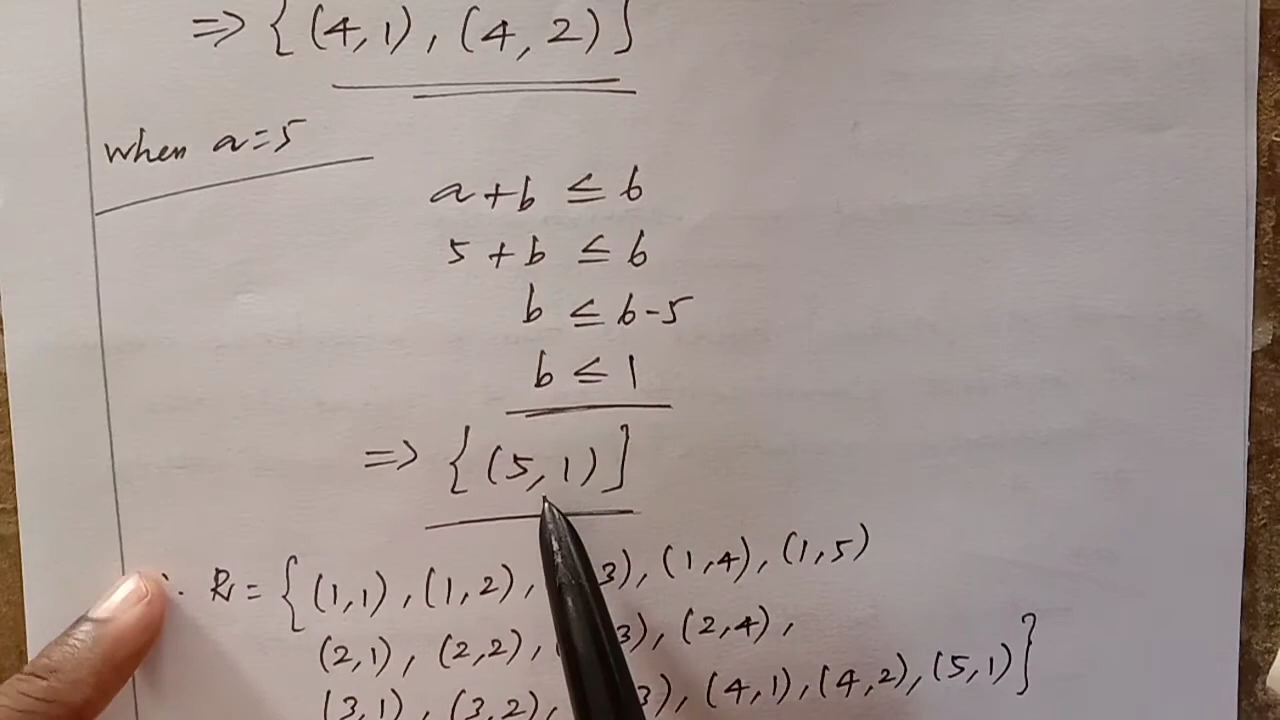 => {(4,1), (4,2)}
when a=5
a+b ≤ 6
5+b ≤ 6
b ≤ 6-5
b ≤ 1
=> {(5,1)}
∴ R = {(1,1), (1,2), 3), (1,4), (1,5)
(2,1), (2,2), ( 3), (2,4),
(3,1), (3,2), 3), (4,1), (4,2), (5,1)}